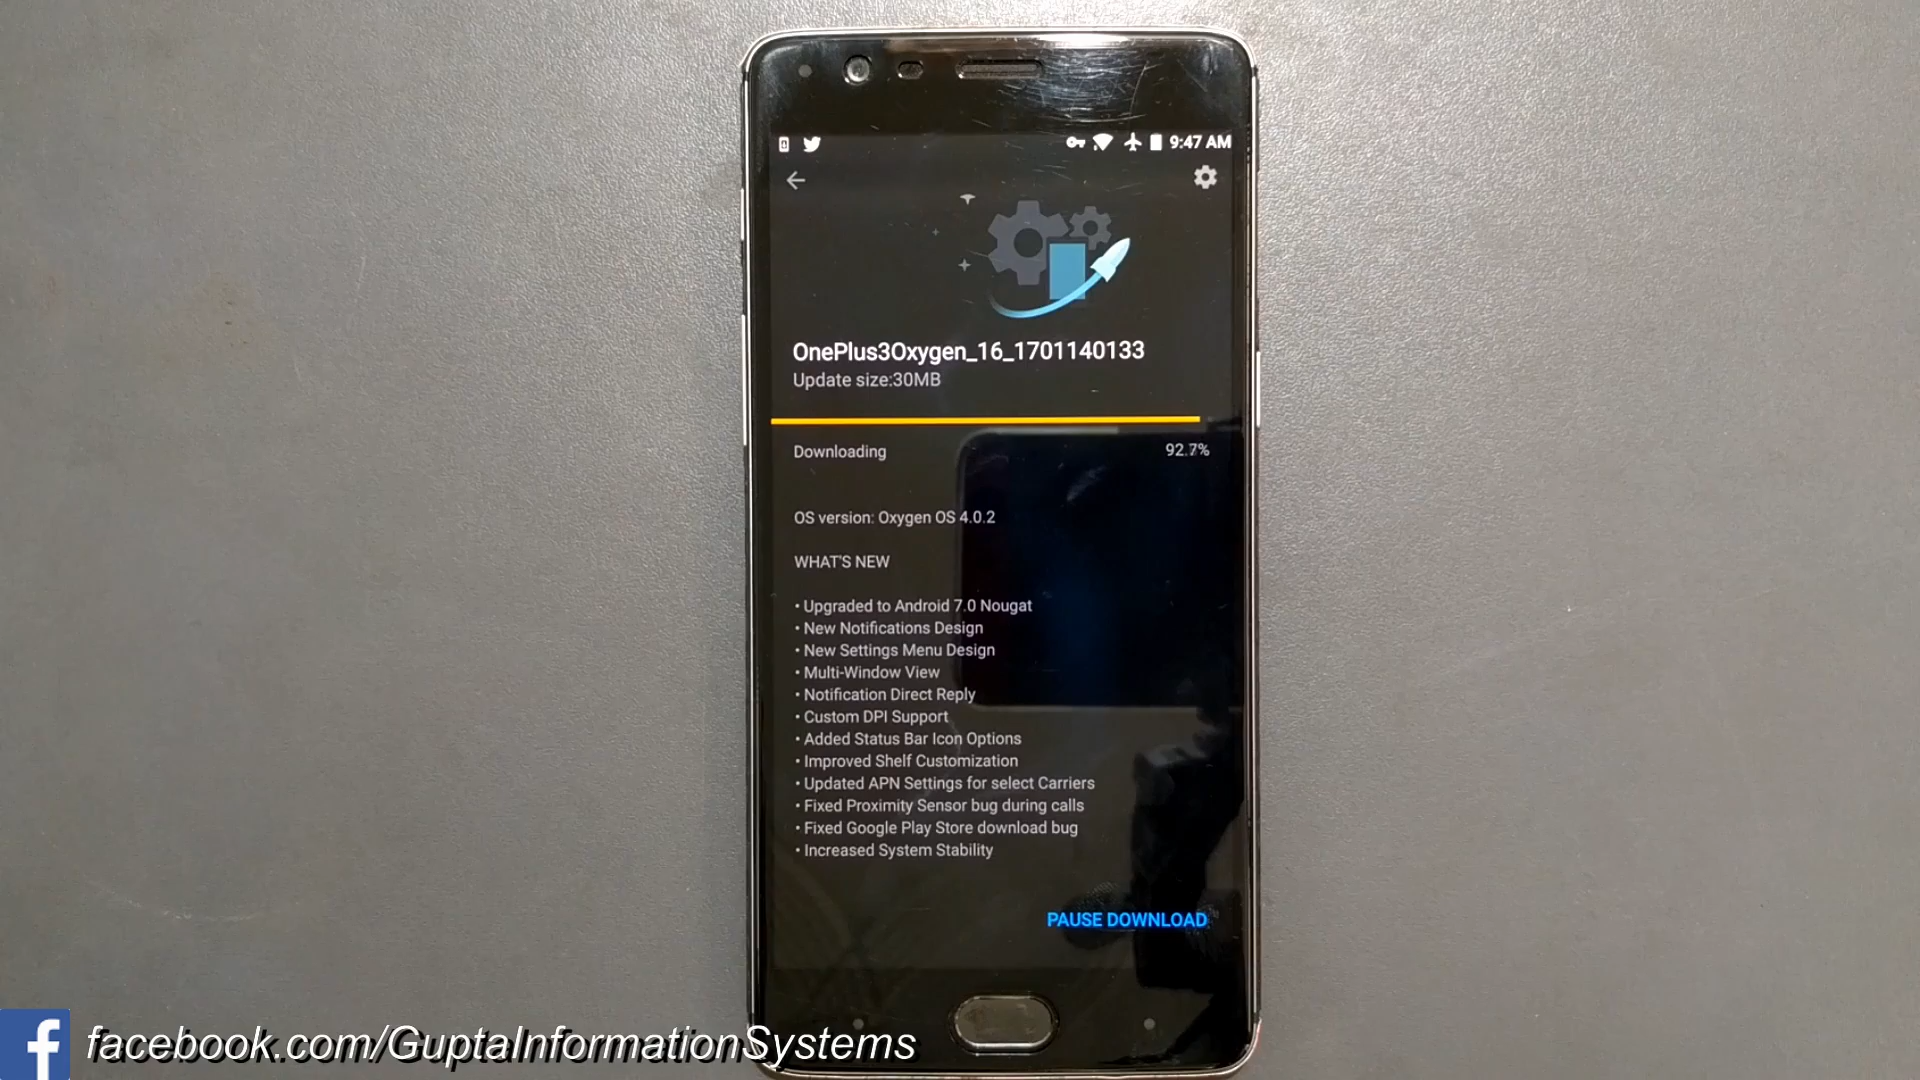 9:47 AM
OnePlus3Oxygen_16_1701140133
Update size:30MB
Downloading 92.7%
OS version: Oxygen OS 4.0.2
WHAT'S NEW
• Upgraded to Android 7.0 Nougat
• New Notifications Design
• New Settings Menu Design
• Multi-Window View
• Notification Direct Reply
• Custom DPI Support
• Added Status Bar Icon Options
• Improved Shelf Customization
• Updated APN Settings for select Carriers
• Fixed Proximity Sensor bug during calls
• Fixed Google Play Store download bug
• Increased System Stability
PAUSE DOWNLOAD
f facebook.com/GuptaInformationSystems